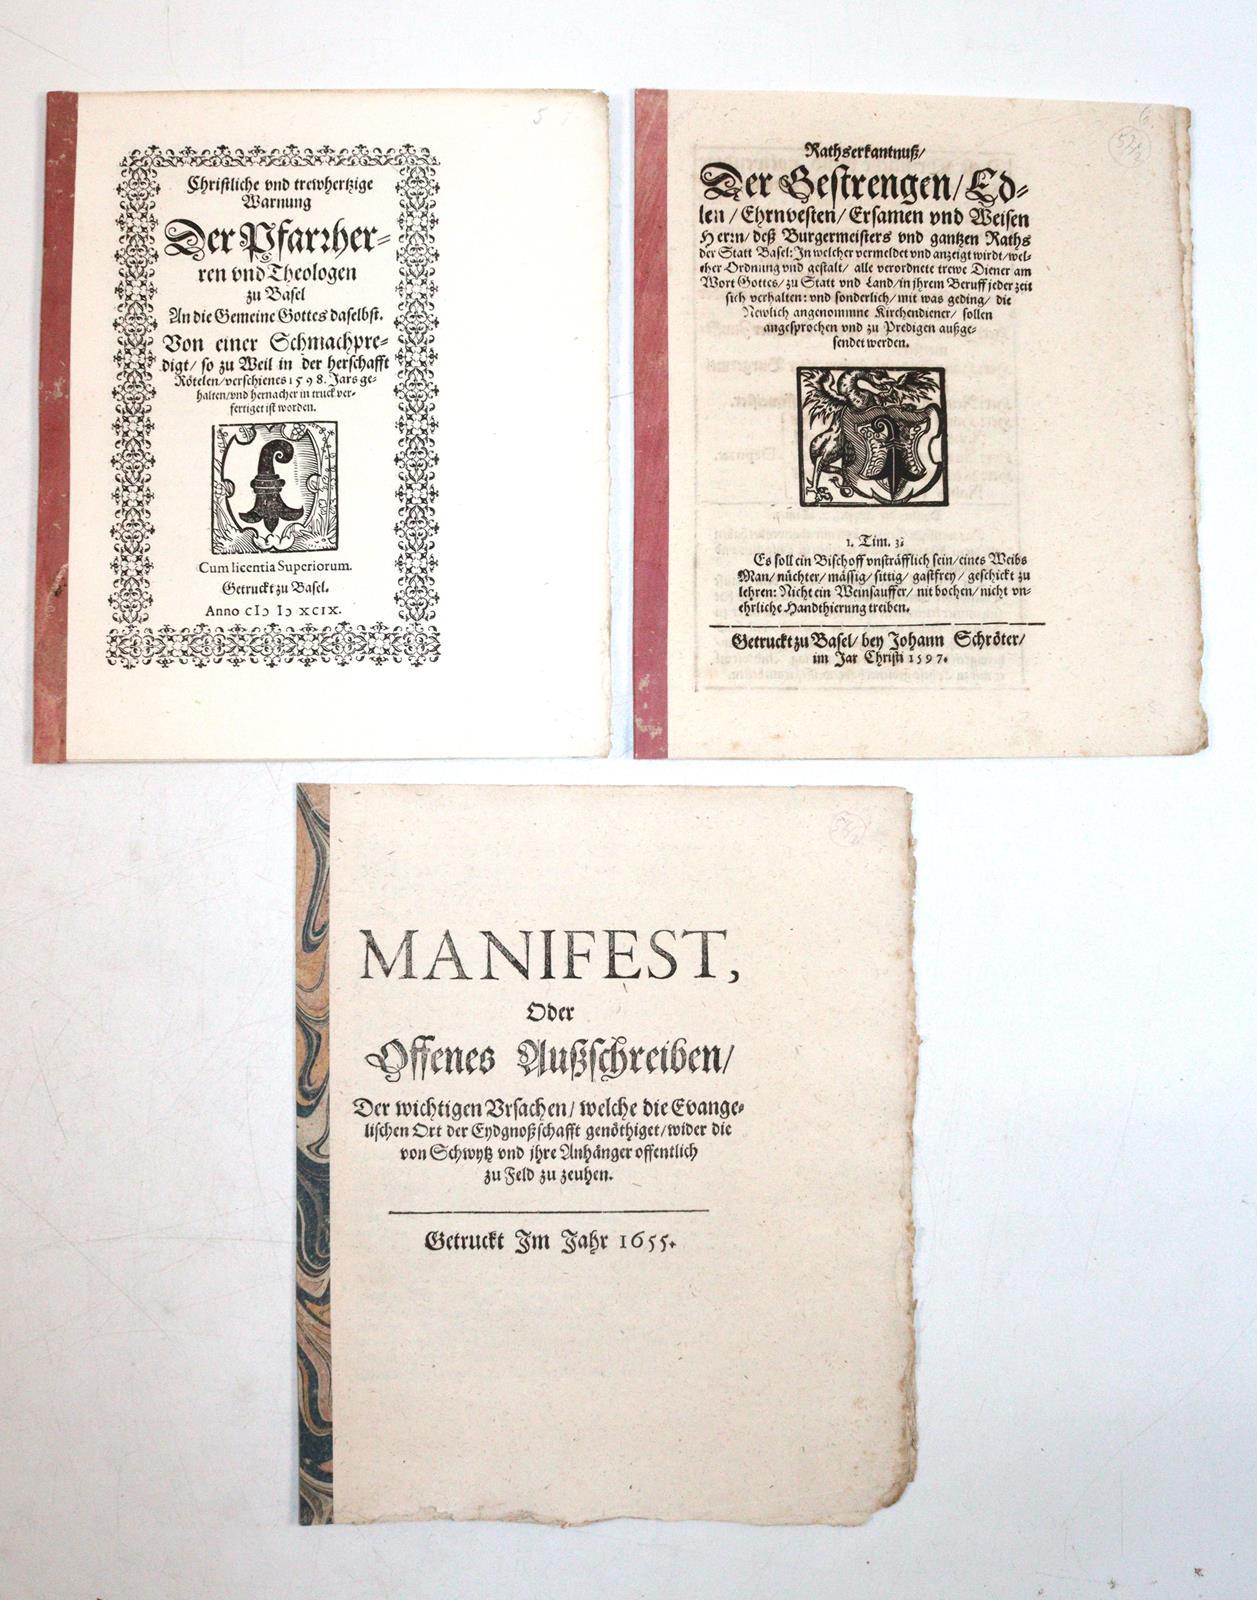 5
Christliche vnd trewhertzige
Warnung
Der Pfarzher=
ren vnd Theologen
zu Basel
An die Gemeine Gottes daselbst.
Von einer Schmachpre=
digt/ so zu Weil in der herschafft
Rötelen/verschienes 1598. Jars ge=
halten/vnd hernacher in truck ver=
fertiget ist worden.
Cum licentia Superiorum.
Getruckt zu Basel.
Anno cIɔ Iɔ xcix.
6.
Rathserkantnuß/
Der Gestrengen/Ed=
len/Ehrnvesten/Ersamen vnd Weisen
Herrn/deß Burgermeisters vnd gantzen Raths
der Statt Basel: In welcher vermeldet vnd anzeigt wirdt/wel=
cher Ordnung vnd gestalt/ alle verordnete trewe Diener am
Wort Gottes/zu Statt vnd Land/in jhrem Beruff jeder zeit
sich verhalten: vnd sonderlich/mit was geding/ die
Newlich angenommne Kirchendiener/ sollen
angesprochen vnd zu Predigen außge=
sendet werden.
1. Tim. 3.
Es soll ein Bischoff vnsträfflich sein/eines Weibs
Man/nüchter/mässig/sittig/ gastfrey/ geschickt zu
lehren: Nicht ein Weinsauffer/nit bochen/nicht vn=
ehrliche Handthierung treiben.
Getruckt zu Basel/bey Johann Schröter/
im Jar Christi 1597.
MANIFEST,
Oder
Offenes Außschreiben/
Der wichtigen Vrsachen/welche die Evange=
lischen Ort der Eydgnoßschafft genöthiget/wider die
von Schwytz vnd jhre Anhänger offentlich
zu Feld zu zeuhen.
Getruckt Im Jahr 1655.